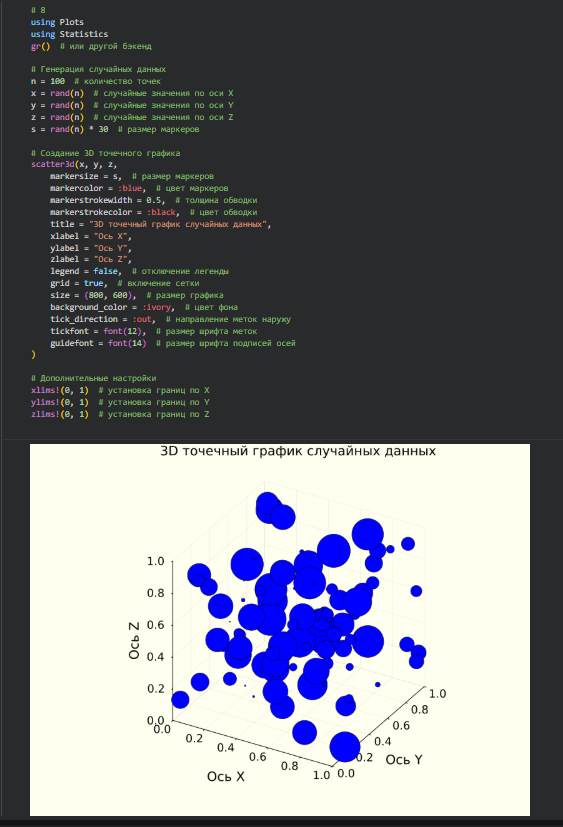 # 8
using Plots
using Statistics
gr()  # или другой бэкенд
# Генерация случайных данных
n = 100  # количество точек
x = rand(n)  # случайные значения по оси X
y = rand(n)  # случайные значения по оси Y
z = rand(n)  # случайные значения по оси Z
s = rand(n) * 30  # размер маркеров
# Создание 3D точечного графика
scatter3d(x, y, z,
    markersize = s,  # размер маркеров
    markercolor = :blue,  # цвет маркеров
    markerstrokewidth = 0.5,  # толщина обводки
    markerstrokecolor = :black,  # цвет обводки
    title = "3D точечный график случайных данных",
    xlabel = "Ось X",
    ylabel = "Ось Y",
    zlabel = "Ось Z",
    legend = false,  # отключение легенды
    grid = true,  # включение сетки
    size = (800, 600),  # размер графика
    background_color = :ivory,  # цвет фона
    tick_direction = :out,  # направление меток наружу
    tickfont = font(12),  # размер шрифта меток
    guidefont = font(14)  # размер шрифта подписей осей
)
# Дополнительные настройки
xlims!(0, 1)  # установка границ по X
ylims!(0, 1)  # установка границ по Y
zlims!(0, 1)  # установка границ по Z
3D точечный график случайных данных
1.0
0.8
0.6
0.4
0.2
0.0
Ось Z
0.0
0.2
0.4
0.6
0.8
1.0
Ось X
0.0
0.2
0.4
0.6
0.8
1.0
Ось Y